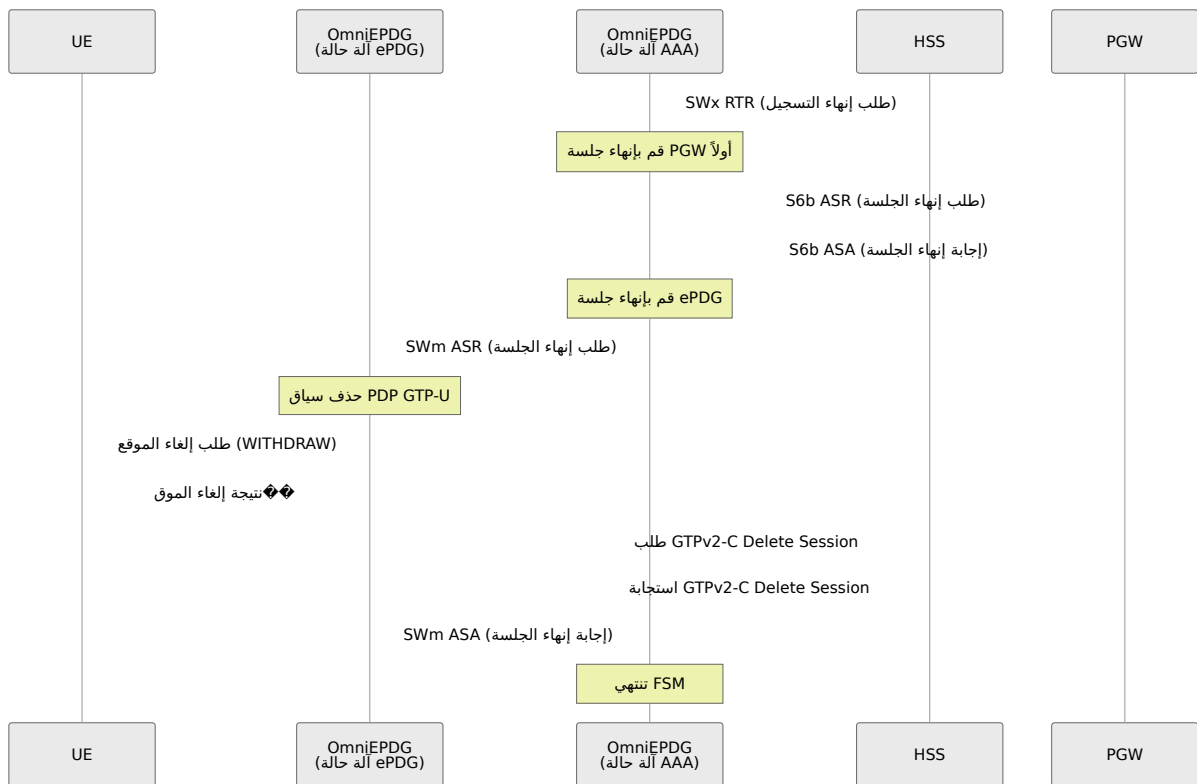 UE
OmniEPDG
(آلة حالة ePDG)
OmniEPDG
(آلة حالة AAA)
HSS
PGW
SWx RTR (طلب إنهاء التسجيل)
قم بإنهاء جلسة PGW أولاً
S6b ASR (طلب إنهاء الجلسة)
S6b ASA (إجابة إنهاء الجلسة)
قم بإنهاء جلسة ePDG
SWm ASR (طلب إنهاء الجلسة)
حذف سياق PDP GTP-U
طلب إلغاء الموقع (WITHDRAW)
نتيجة إلغاء الموق��
طلب GTPv2-C Delete Session
استجابة GTPv2-C Delete Session
SWm ASA (إجابة إنهاء الجلسة)
تنتهي FSM
UE
OmniEPDG
(آلة حالة ePDG)
OmniEPDG
(آلة حالة AAA)
HSS
PGW